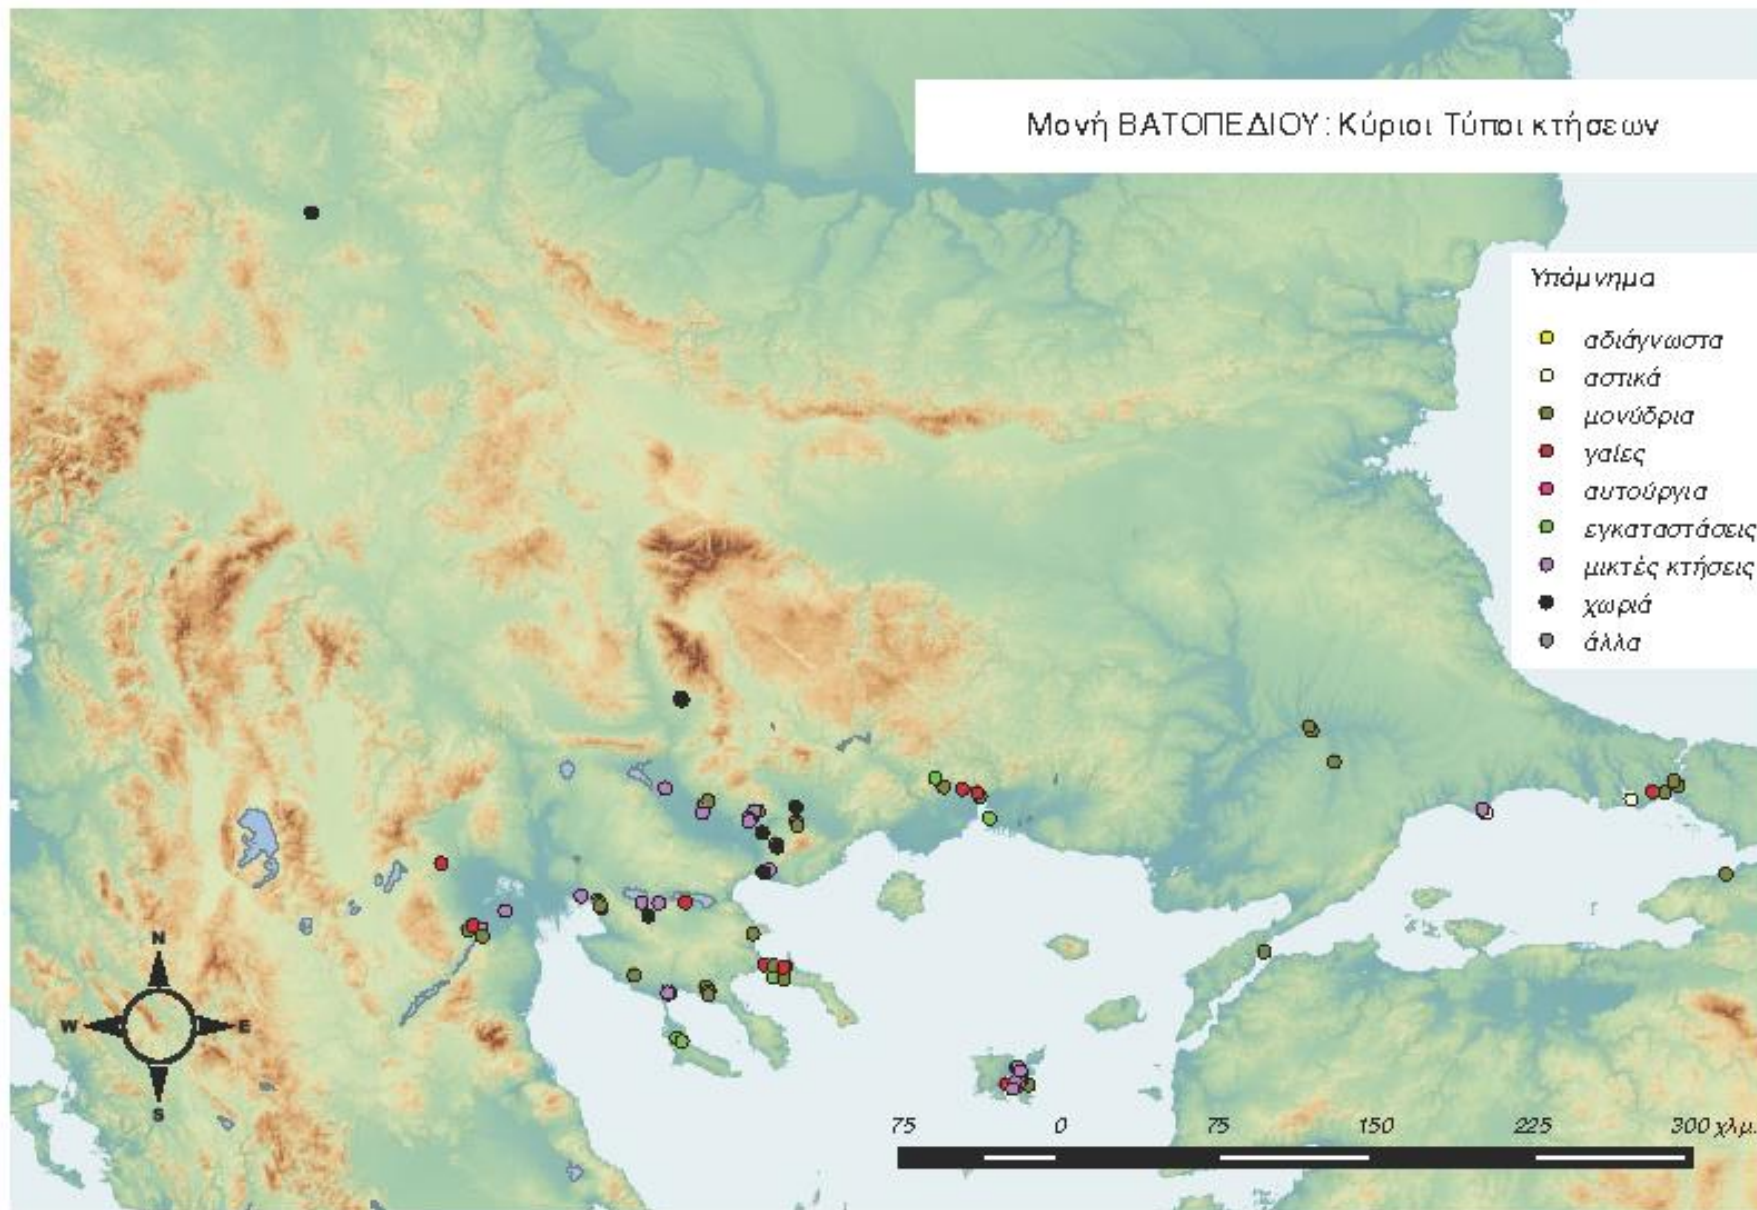 Μονή ΒΑΤΟΠΕΔΙΟΥ: Κύριοι Τύποι κτήσεων
Υπόμνημα
αδιάγνωστα
αστικά
μονύδρια
γαίες
αυτούργια
εγκαταστάσεις
μικτές κτήσεις
χωριά
άλλα
N
W E
S
75 0 75 150 225 300 χλμ.